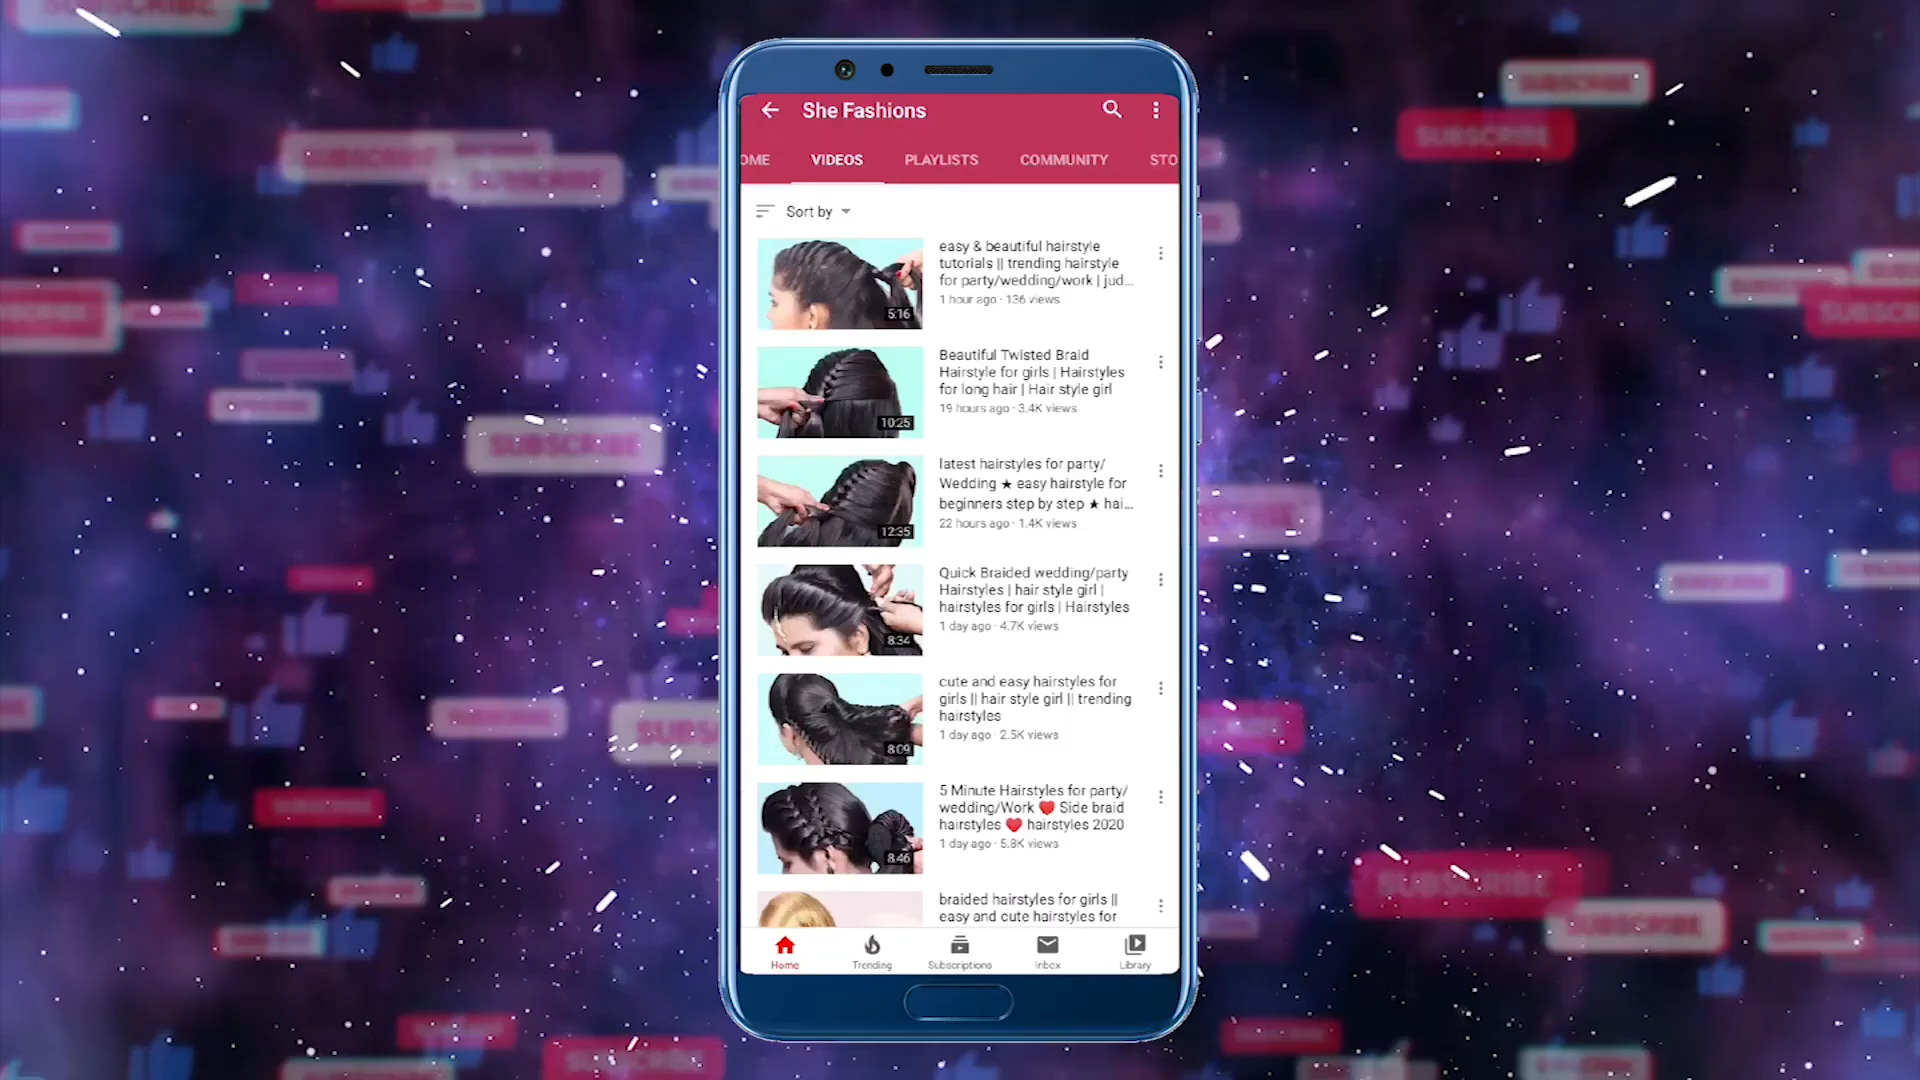 SUBSCRIBE
She Fashions
OME VIDEOS PLAYLISTS COMMUNITY STO
Sort by
easy & beautiful hairstyle
tutorials || trending hairstyle
for party/wedding/work | jud...
1 hour ago · 136 views
5:16
Beautiful Twisted Braid
Hairstyle for girls | Hairstyles
for long hair | Hair style girl
19 hours ago · 3.4K views
10:25
latest hairstyles for party/
Wedding ★ easy hairstyle for
beginners step by step ★ hai...
22 hours ago · 1.4K views
12:35
Quick Braided wedding/party
Hairstyles | hair style girl |
hairstyles for girls | Hairstyles
1 day ago · 4.7K views
8:34
cute and easy hairstyles for
girls || hair style girl || trending
hairstyles
1 day ago · 2.5K views
8:09
5 Minute Hairstyles for party/
wedding/Work ♥ Side braid
hairstyles ♥ hairstyles 2020
1 day ago · 5.8K views
8:46
braided hairstyles for girls ||
easy and cute hairstyles for
Home Trending Subscriptions Inbox Library
SUBSCRIBE
SUBSCRIBE
SUBSCRIBE
SUBSCRIBE